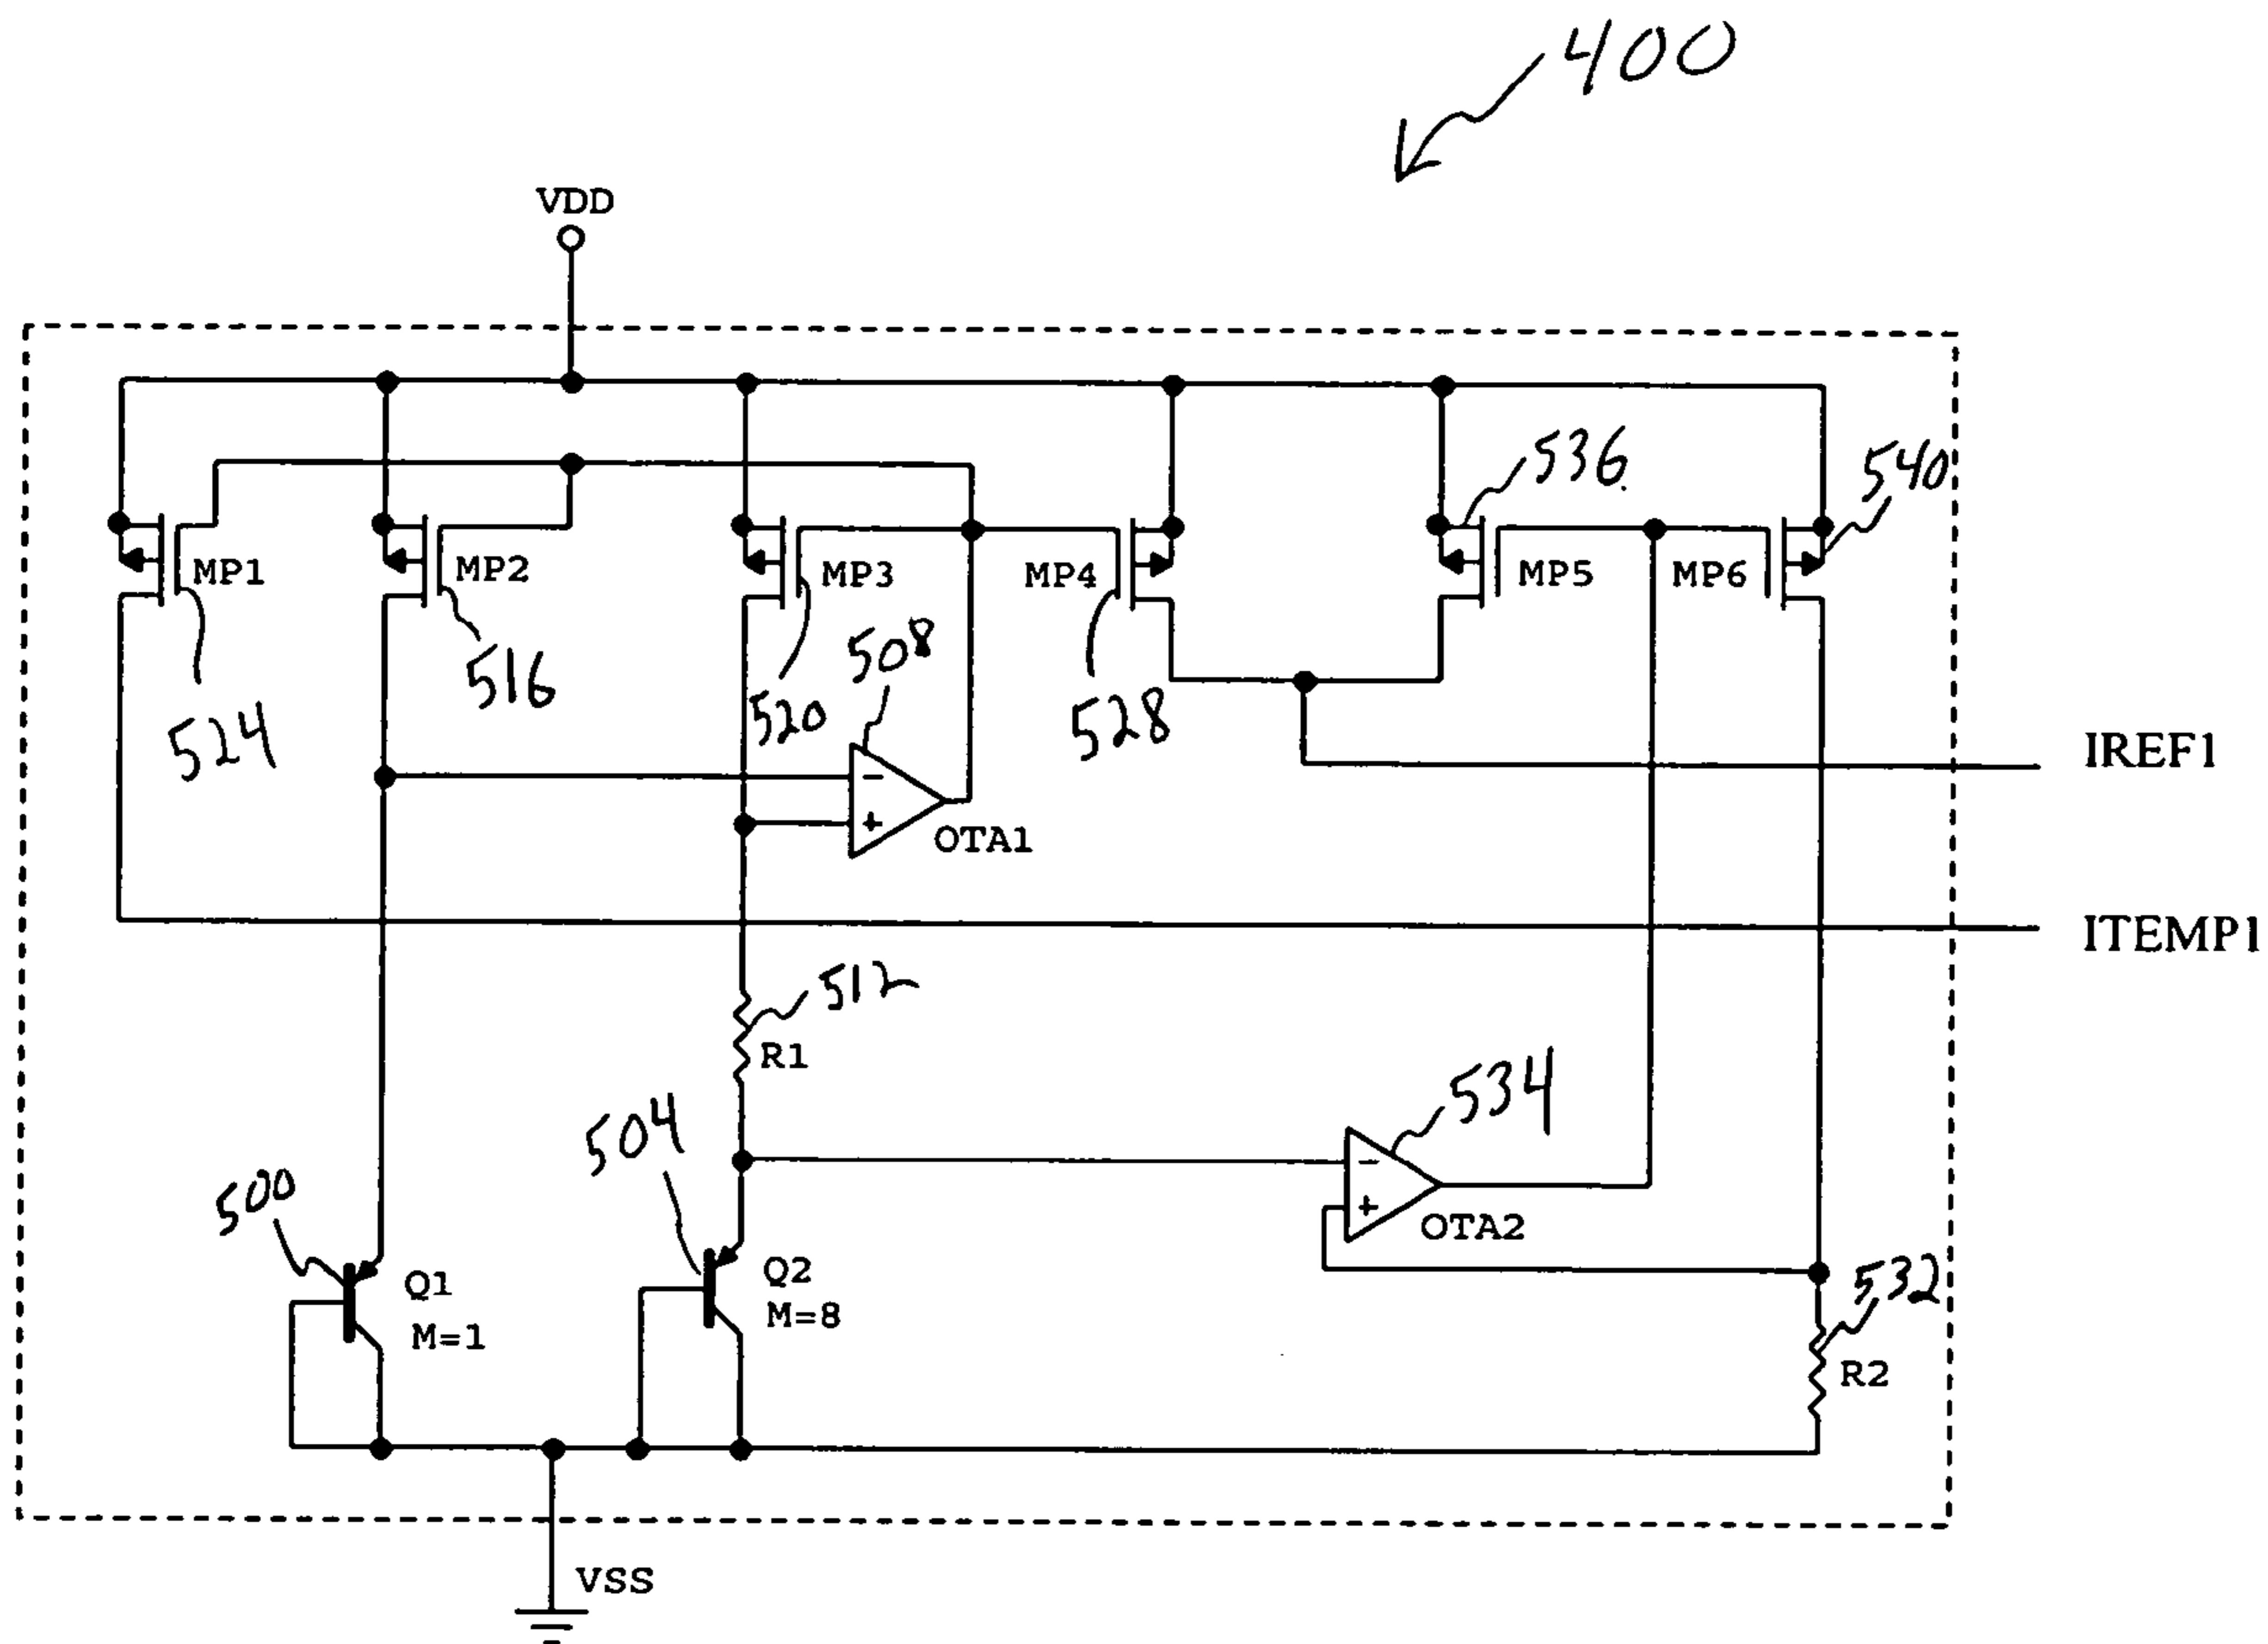 400
VDD
536
540
MP1
MP2
MP3
MP4
MP5
MP6
524
516
520
508
528
IREF1
OTA1
ITEMP1
512
R1
534
504
500
OTA2
Q1
M=1
Q2
M=8
532
R2
VSS